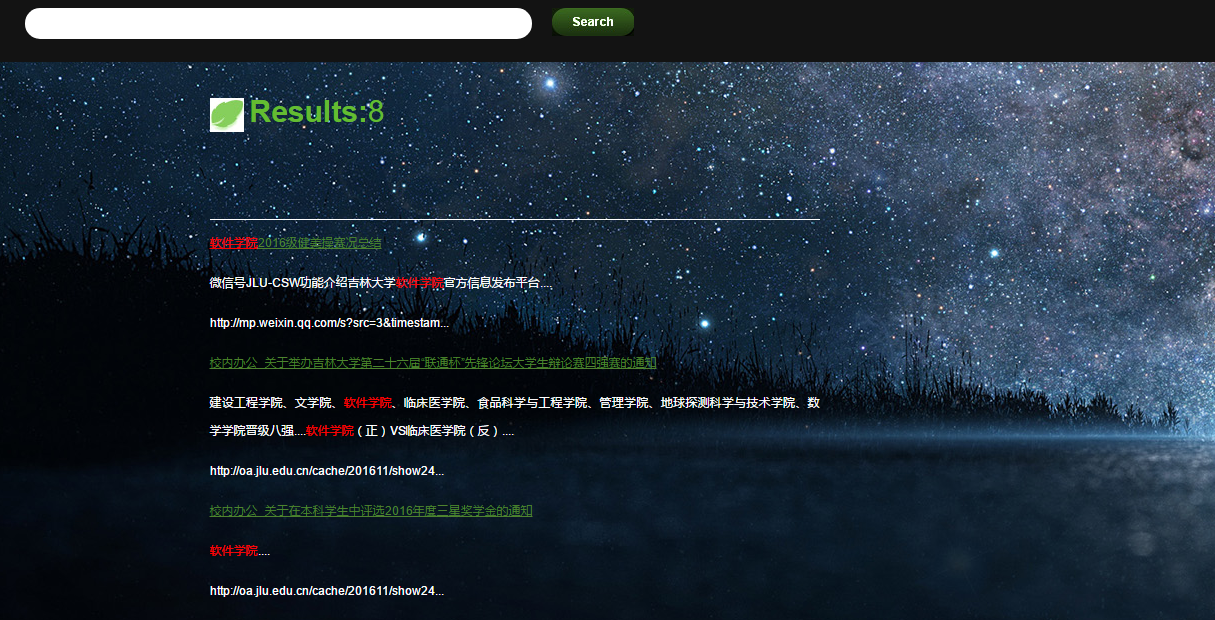 Search
Results:8
软件学院2016级健美操赛况总结
微信号JLU-CSW功能介绍吉林大学软件学院官方信息发布平台....
http://mp.weixin.qq.com/s?src=3&timestam...
校内办公_关于举办吉林大学第二十六届“联通杯”先锋论坛大学生辩论赛四强赛的通知
建设工程学院、文学院、软件学院、临床医学院、食品科学与工程学院、管理学院、地球探测科学与技术学院、数
学学院晋级八强....软件学院（正）VS临床医学院（反）....
http://oa.jlu.edu.cn/cache/201611/show24...
校内办公_关于在本科学生中评选2016年度三星奖学金的通知
软件学院....
http://oa.jlu.edu.cn/cache/201611/show24...